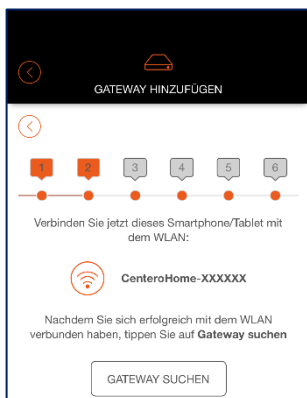 GATEWAY HINZUFÜGEN
1 2 3 4 5 6
Verbinden Sie jetzt dieses Smartphone/Tablet mit
dem WLAN:
CenteroHome-XXXXXX
Nachdem Sie sich erfolgreich mit dem WLAN
verbunden haben, tippen Sie auf Gateway suchen
GATEWAY SUCHEN